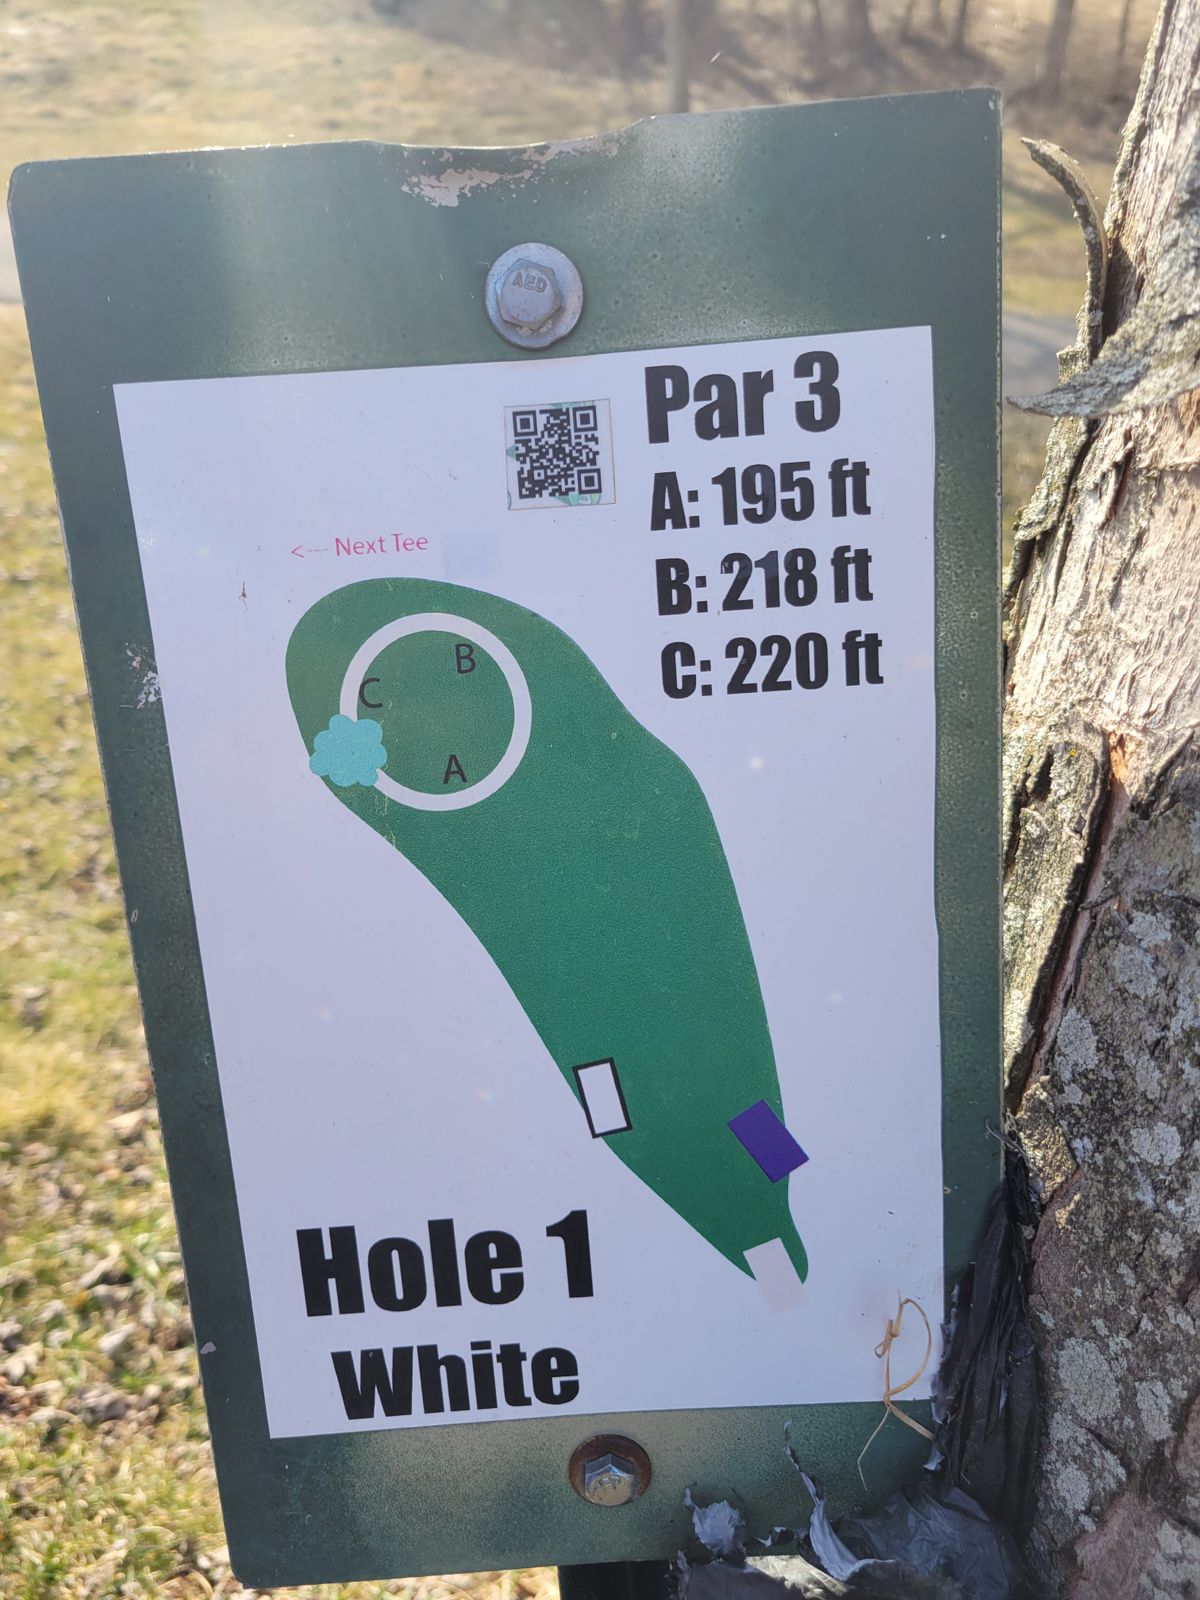 AED
Par 3
A: 195 ft
B: 218 ft
C: 220 ft
<--- Next Tee
B
C
A
Hole 1
White